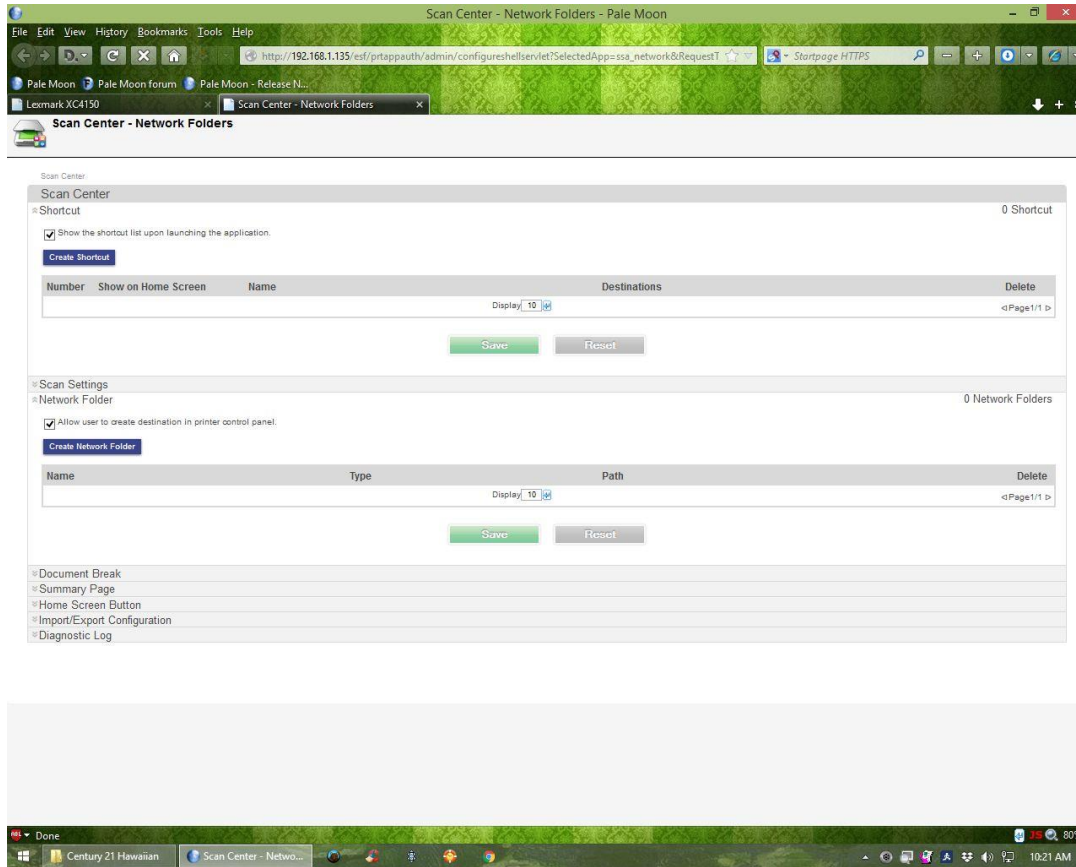 Scan Center - Network Folders - Pale Moon
File Edit View History Bookmarks Tools Help
http://192.168.1.135/esf/prtappauth/admin/configureshellservlet?SelectedApp=ssa_network&RequestT
Startpage HTTPS
Pale Moon Pale Moon forum Pale Moon - Release N...
Lexmark XC4150 Scan Center - Network Folders
Scan Center - Network Folders
Scan Center
Scan Center
Shortcut 0 Shortcut
Show the shortcut list upon launching the application.
Create Shortcut
Number Show on Home Screen Name Destinations Delete
Display 10 Page1/1
Save Reset
Scan Settings
Network Folder 0 Network Folders
Allow user to create destination in printer control panel.
Create Network Folder
Name Type Path Delete
Display 10 Page1/1
Save Reset
Document Break
Summary Page
Home Screen Button
Import/Export Configuration
Diagnostic Log
Done JS 80
Century 21 Hawaiian Scan Center - Netwo... 10:21 AM